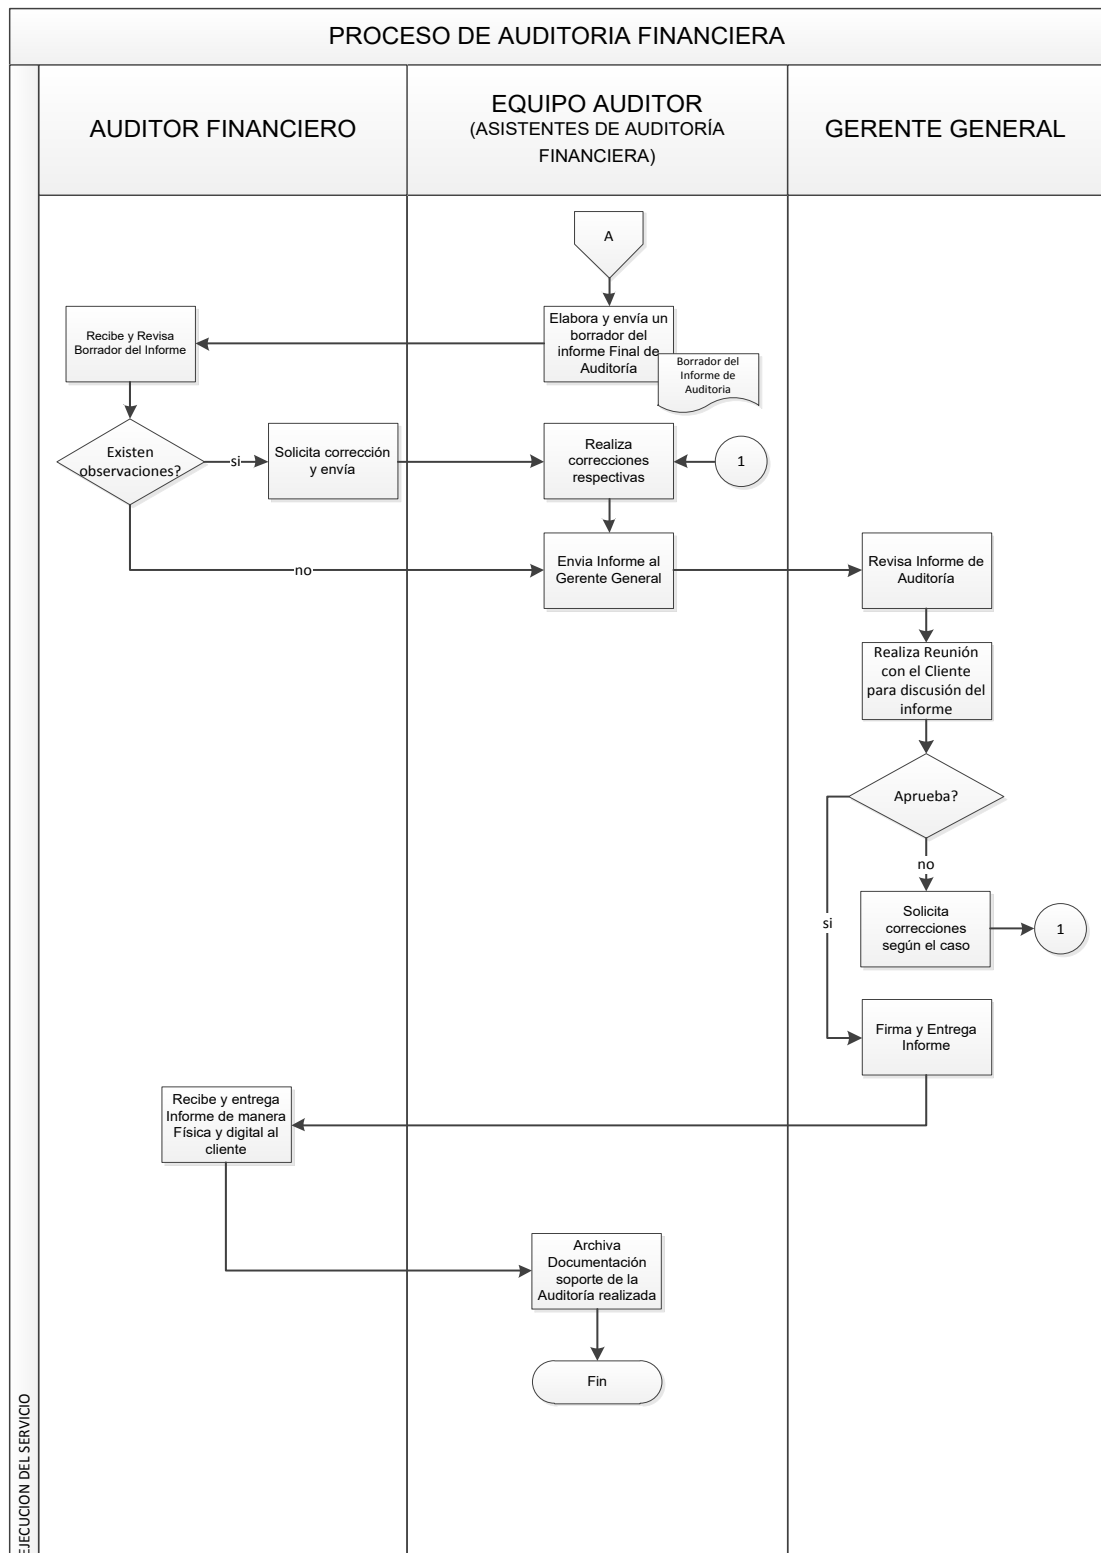 PROCESO DE AUDITORIA FINANCIERA
AUDITOR FINANCIERO
EQUIPO AUDITOR
(ASISTENTES DE AUDITORÍA
FINANCIERA)
GERENTE GENERAL
A
Elabora y envía un
borrador del
informe Final de
Auditoría
Borrador del
Informe de
Auditoria
Recibe y Revisa
Borrador del Informe
Existen
observaciones?
si
Solicita corrección
y envía
Realiza
correcciones
respectivas
1
no
Envia Informe al
Gerente General
Revisa Informe de
Auditoría
Realiza Reunión
con el Cliente
para discusión del
informe
Aprueba?
no
si
Solicita
correcciones
según el caso
1
Firma y Entrega
Informe
Recibe y entrega
Informe de manera
Física y digital al
cliente
Archiva
Documentación
soporte de la
Auditoría realizada
Fin
EJECUCION DEL SERVICIO